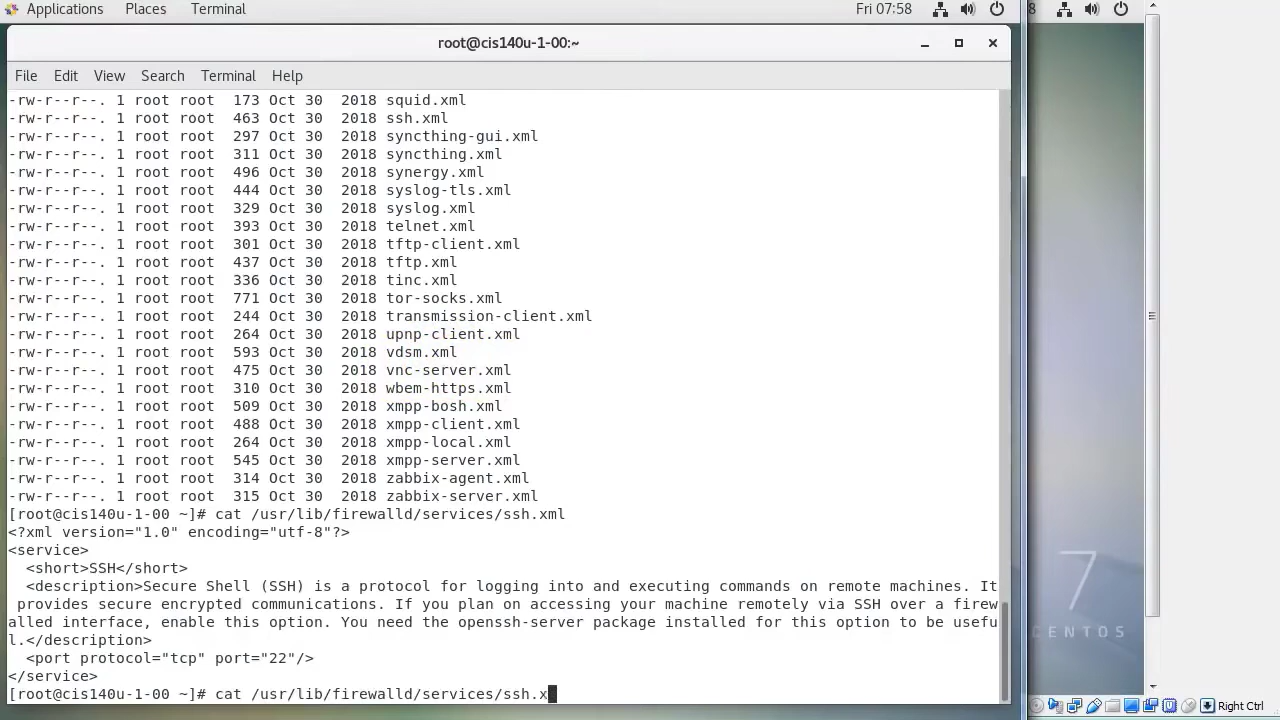 Applications Places Terminal Fri 07:58
8
root@cis140u-1-00:~
File Edit View Search Terminal Help
-rw-r--r--. 1 root root  173 Oct 30  2018 squid.xml
-rw-r--r--. 1 root root  463 Oct 30  2018 ssh.xml
-rw-r--r--. 1 root root  297 Oct 30  2018 syncthing-gui.xml
-rw-r--r--. 1 root root  311 Oct 30  2018 syncthing.xml
-rw-r--r--. 1 root root  496 Oct 30  2018 synergy.xml
-rw-r--r--. 1 root root  444 Oct 30  2018 syslog-tls.xml
-rw-r--r--. 1 root root  329 Oct 30  2018 syslog.xml
-rw-r--r--. 1 root root  393 Oct 30  2018 telnet.xml
-rw-r--r--. 1 root root  301 Oct 30  2018 tftp-client.xml
-rw-r--r--. 1 root root  437 Oct 30  2018 tftp.xml
-rw-r--r--. 1 root root  336 Oct 30  2018 tinc.xml
-rw-r--r--. 1 root root  771 Oct 30  2018 tor-socks.xml
-rw-r--r--. 1 root root  244 Oct 30  2018 transmission-client.xml
-rw-r--r--. 1 root root  264 Oct 30  2018 upnp-client.xml
-rw-r--r--. 1 root root  593 Oct 30  2018 vdsm.xml
-rw-r--r--. 1 root root  475 Oct 30  2018 vnc-server.xml
-rw-r--r--. 1 root root  310 Oct 30  2018 wbem-https.xml
-rw-r--r--. 1 root root  509 Oct 30  2018 xmpp-bosh.xml
-rw-r--r--. 1 root root  488 Oct 30  2018 xmpp-client.xml
-rw-r--r--. 1 root root  264 Oct 30  2018 xmpp-local.xml
-rw-r--r--. 1 root root  545 Oct 30  2018 xmpp-server.xml
-rw-r--r--. 1 root root  314 Oct 30  2018 zabbix-agent.xml
-rw-r--r--. 1 root root  315 Oct 30  2018 zabbix-server.xml
[root@cis140u-1-00 ~]# cat /usr/lib/firewalld/services/ssh.xml
<?xml version="1.0" encoding="utf-8"?>
<service>
  <short>SSH</short>
  <description>Secure Shell (SSH) is a protocol for logging into and executing commands on remote machines. It
 provides secure encrypted communications. If you plan on accessing your machine remotely via SSH over a firew
alled interface, enable this option. You need the openssh-server package installed for this option to be usefu
l.</description>
  <port protocol="tcp" port="22"/>
</service>
[root@cis140u-1-00 ~]# cat /usr/lib/firewalld/services/ssh.x
7
CENTOS
Right Ctrl